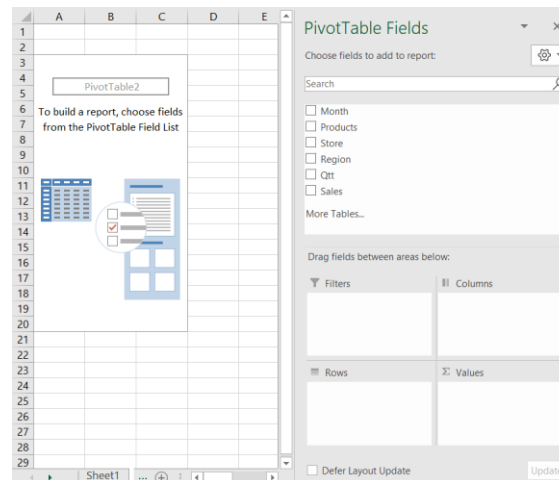 A B C D E
1
2
3
4
5
6
7
8
9
10
11
12
13
14
15
16
17
18
19
20
21
22
23
24
25
26
27
28
29
PivotTable2
To build a report, choose fields
from the PivotTable Field List
Sheet1 ...
PivotTable Fields
Choose fields to add to report:
Search
Month
Products
Store
Region
Qtt
Sales
More Tables...
Drag fields between areas below:
Filters
Columns
Rows
Σ Values
Defer Layout Update
Update